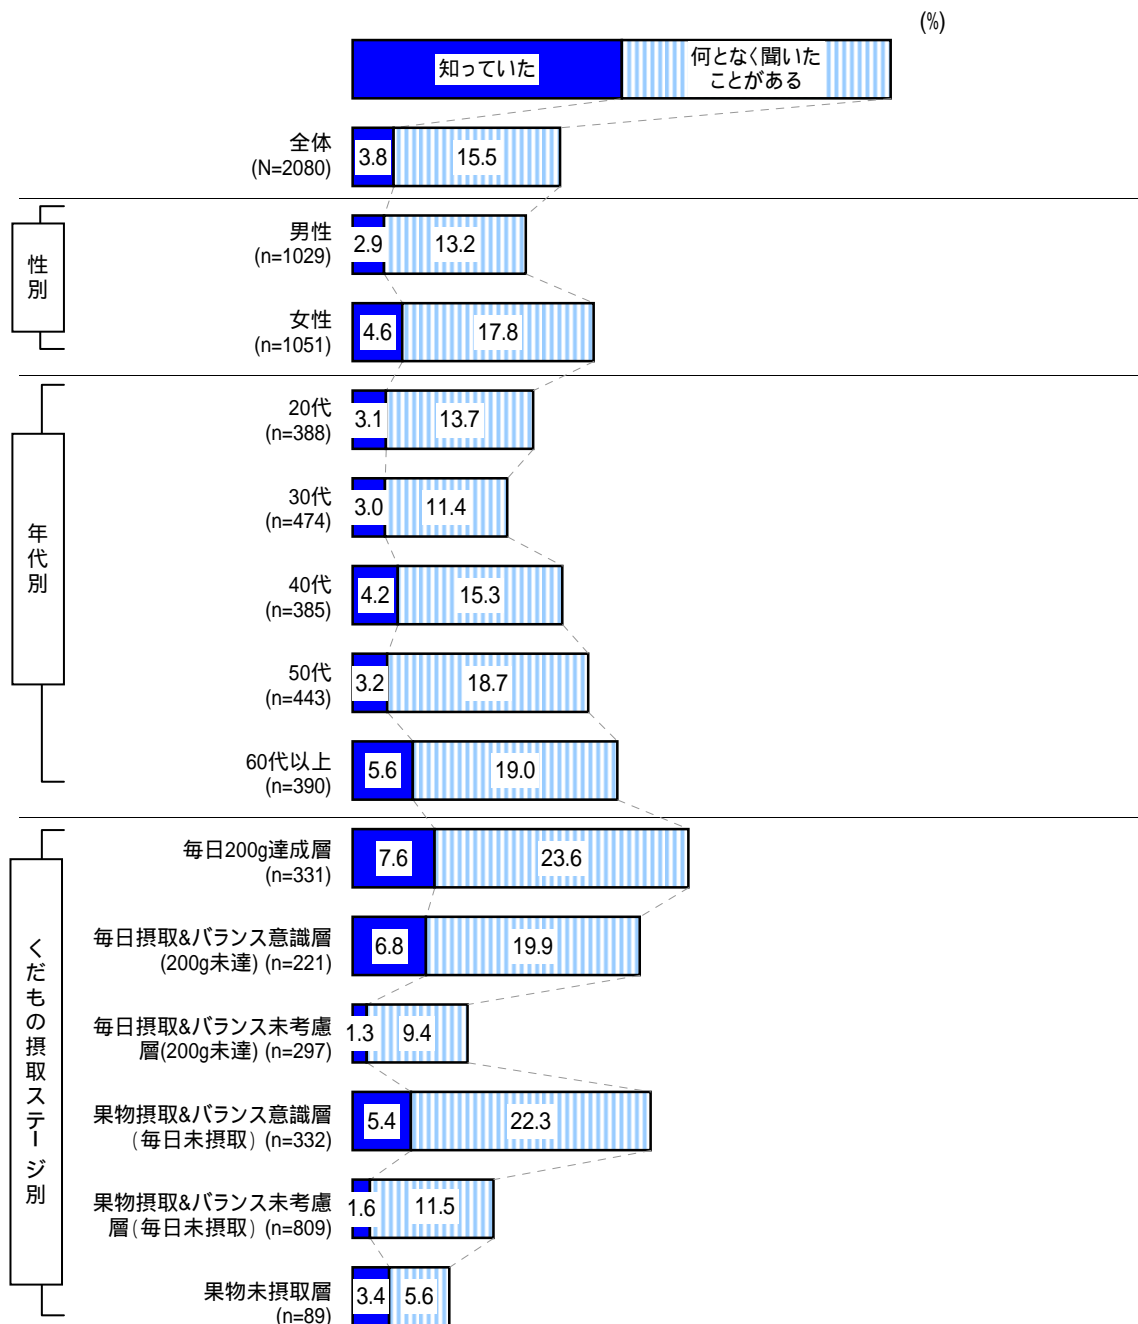 (%)
知っていた
何となく聞いた
ことがある
全体
(N=2080)
3.8
15.5
性別
男性
(n=1029)
2.9
13.2
女性
(n=1051)
4.6
17.8
年代別
20代
(n=388)
3.1
13.7
30代
(n=474)
3.0
11.4
40代
(n=385)
4.2
15.3
50代
(n=443)
3.2
18.7
60代以上
(n=390)
5.6
19.0
くだもの摂取ステージ別
毎日200g達成層
(n=331)
7.6
23.6
毎日摂取&バランス意識層
(200g未達) (n=221)
6.8
19.9
毎日摂取&バランス未考慮
層(200g未達) (n=297)
1.3
9.4
果物摂取&バランス意識層
(毎日未摂取) (n=332)
5.4
22.3
果物摂取&バランス未考慮
層(毎日未摂取) (n=809)
1.6
11.5
果物未摂取層
(n=89)
3.4
5.6